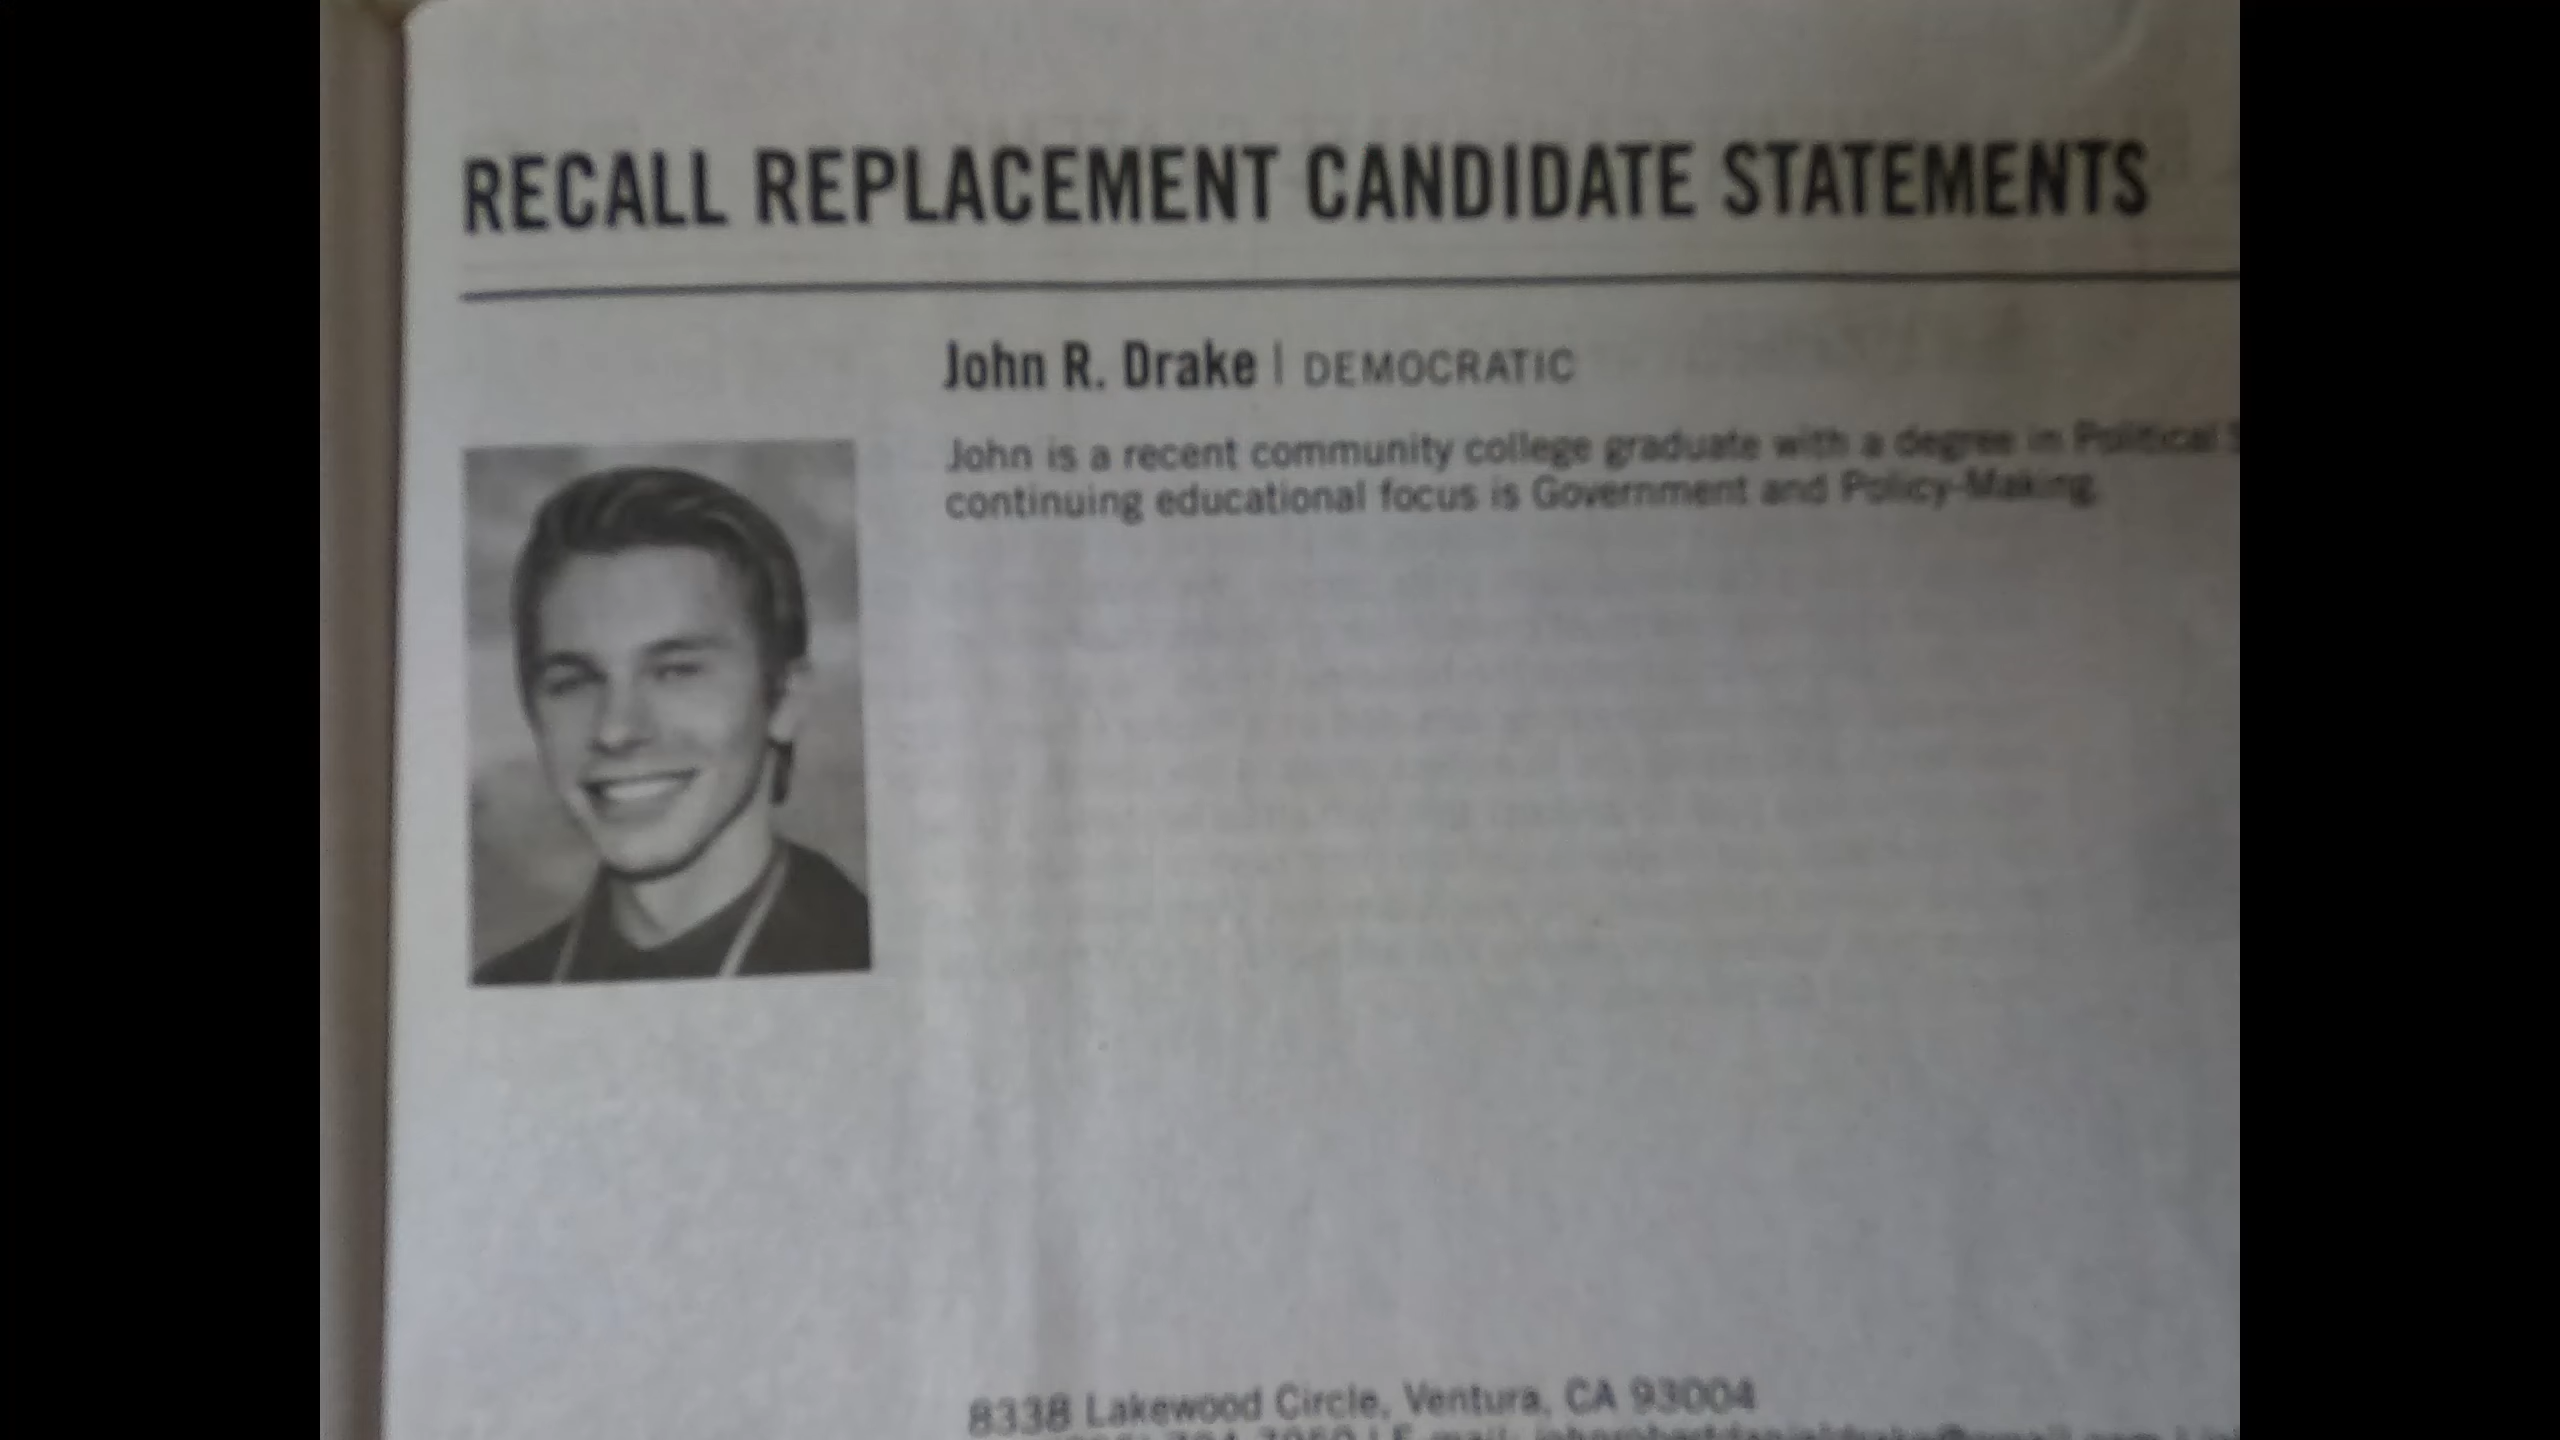 RECALL REPLACEMENT CANDIDATE STATEMENTS
John R. Drake | DEMOCRATIC
John is a recent community college graduate with a degree in Political
continuing educational focus is Government and Policy-Making.
8338 Lakewood Circle, Ventura, CA 93004